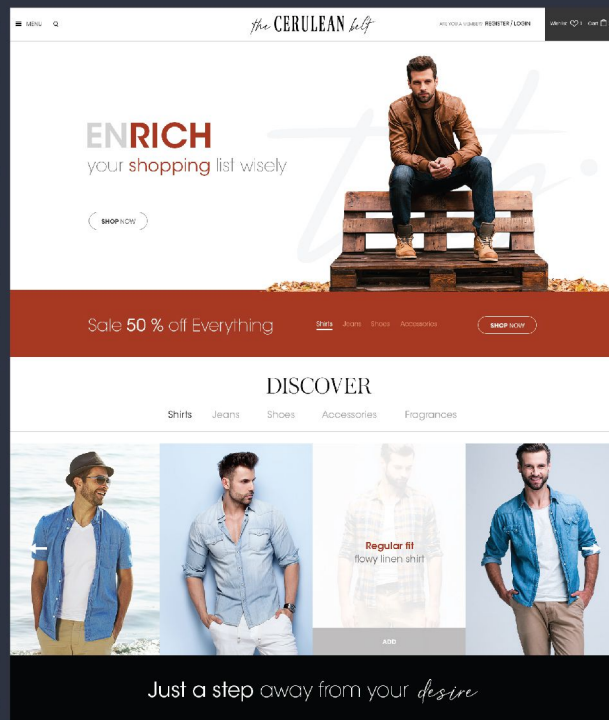 MENU
the CERULEAN belt
ARE YOU A MEMBER? REGISTER / LOGIN
Wishlist 1 Cart
ENRICH
your shopping list wisely
SHOP NOW
Sale 50 % off Everything
Shirts Jeans Shoes Accessories
SHOP NOW
DISCOVER
Shirts Jeans Shoes Accessories Fragrances
Regular fit
flowy linen shirt
ADD
Just a step away from your desire